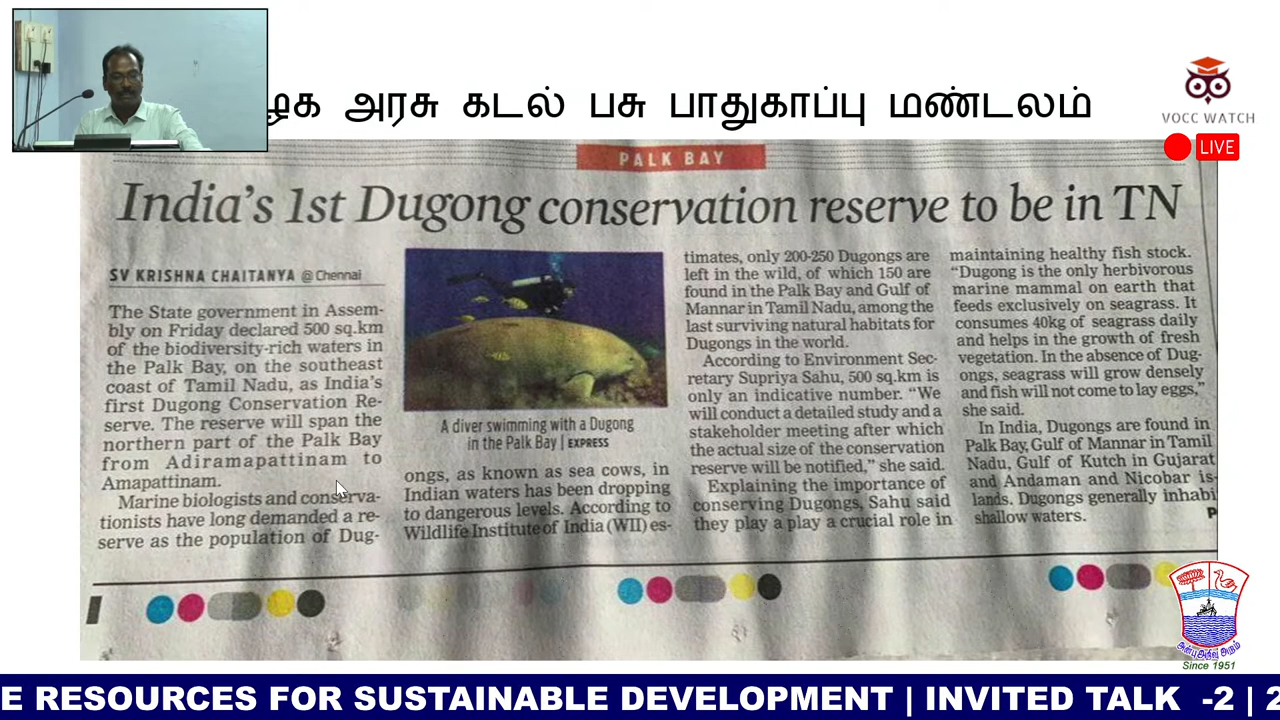 அரசு கடல் பசு பாதுகாப்பு மண்டலம்
VOCC WATCH
LIVE
PALK BAY
India's 1st Dugong conservation reserve to be in TN
SV KRISHNA CHAITANYA @ Chennai
The State government in Assem-
bly on Friday declared 500 sq.km
of the biodiversity-rich waters in
the Palk Bay, on the southeast
coast of Tamil Nadu, as India's
first Dugong Conservation Re-
serve. The reserve will span the
northern part of the Palk Bay
from Adiramapattinam to
Amapattinam.
Marine biologists and conserva-
tionists have long demanded a re-
serve as the population of Dug-
A diver swimming with a Dugong
in the Palk Bay | EXPRESS
ongs, as known as sea cows, in
Indian waters has been dropping
to dangerous levels. According to
Wildlife Institute of India (WII) es-
timates, only 200-250 Dugongs are
left in the wild, of which 150 are
found in the Palk Bay and Gulf of
Mannar in Tamil Nadu, among the
last surviving natural habitats for
Dugongs in the world.
According to Environment Sec-
retary Supriya Sahu, 500 sq.km is
only an indicative number. "We
will conduct a detailed study and a
stakeholder meeting after which
the actual size of the conservation
reserve will be notified," she said.
Explaining the importance of
conserving Dugongs, Sahu said
they play a play a crucial role in
maintaining healthy fish stock.
"Dugong is the only herbivorous
marine mammal on earth that
feeds exclusively on seagrass. It
consumes 40kg of seagrass daily
and helps in the growth of fresh
vegetation. In the absence of Dug-
ongs, seagrass will grow densely
and fish will not come to lay eggs,"
she said.
In India, Dugongs are found in
Palk Bay, Gulf of Mannar in Tamil
Nadu, Gulf of Kutch in Gujarat
and Andaman and Nicobar is-
lands. Dugongs generally inhabi
shallow waters.
P
அன்பு அறிவு அறம்
Since 1951
E RESOURCES FOR SUSTAINABLE DEVELOPMENT | INVITED TALK -2 | 2